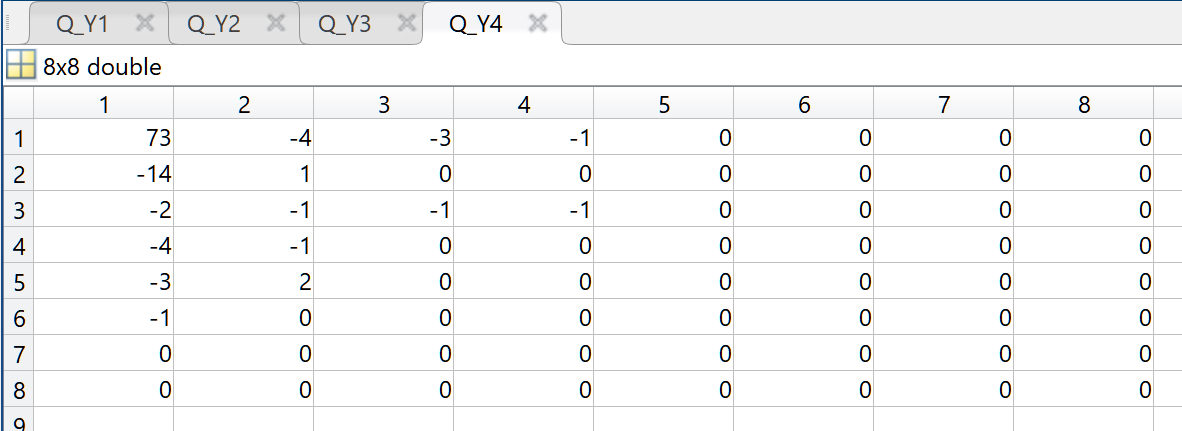 Q_Y1 Q_Y2 Q_Y3 Q_Y4
8x8 double
1 2 3 4 5 6 7 8
1 73 -4 -3 -1 0 0 0 0
2 -14 1 0 0 0 0 0 0
3 -2 -1 -1 -1 0 0 0 0
4 -4 -1 0 0 0 0 0 0
5 -3 2 0 0 0 0 0 0
6 -1 0 0 0 0 0 0 0
7 0 0 0 0 0 0 0 0
8 0 0 0 0 0 0 0 0
9